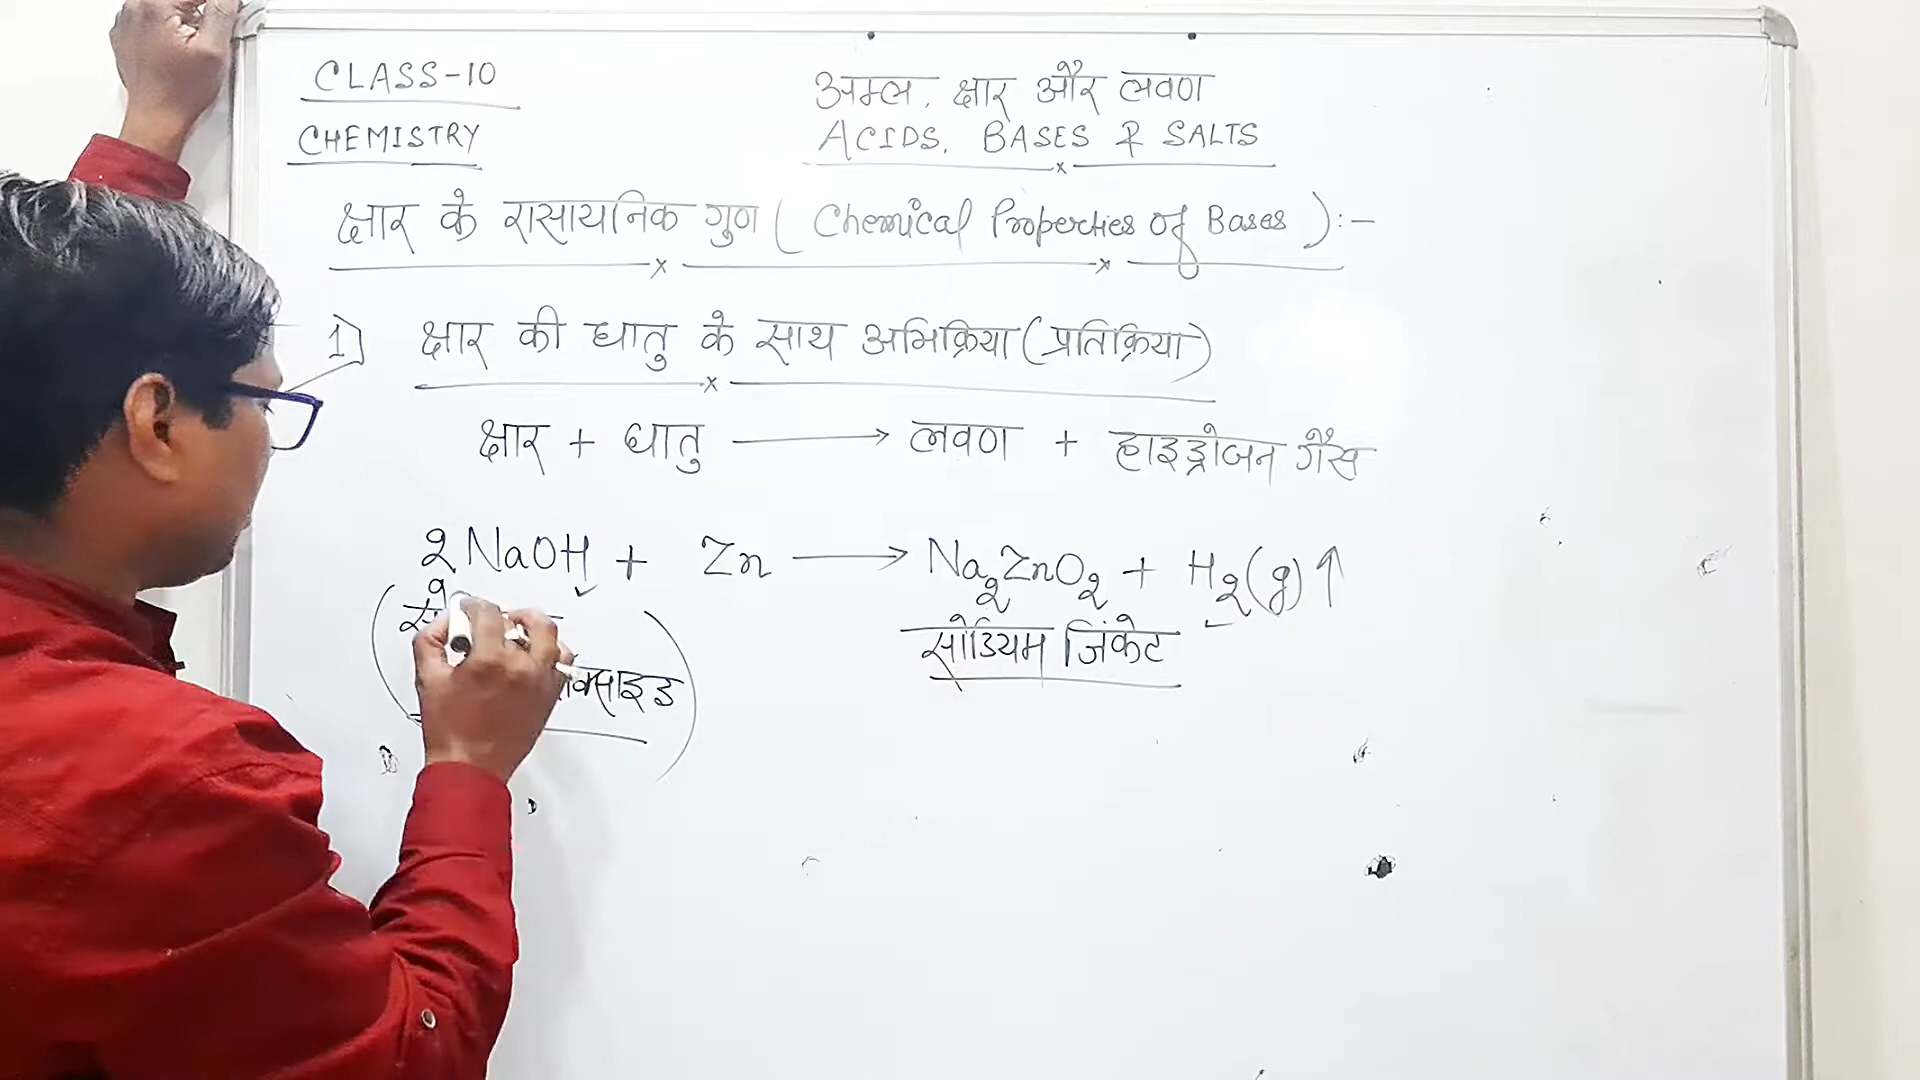 CLASS-10
अम्ल, क्षार और लवण
CHEMISTRY
ACIDS, BASES & SALTS
क्षार के रासायनिक गुण ( Chemical Properties of Bases ) :-
1] क्षार की धातु के साथ अभिक्रिया (प्रतिक्रिया)
क्षार + धातु ⟶ लवण + हाइड्रोजन गैस
2NaOH + Zn ⟶ Na₂ZnO₂ + H₂(g)↑
सोडियम जिंकेट